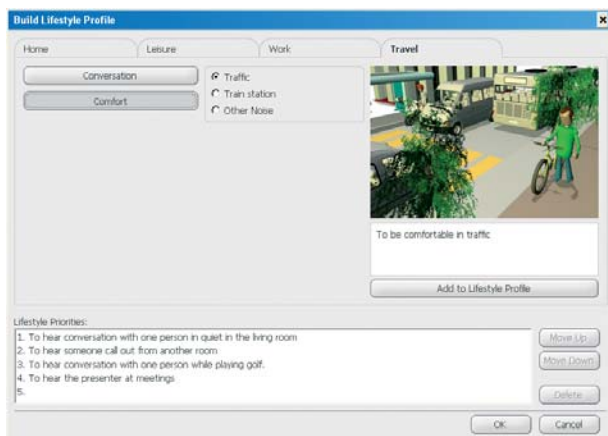 Build Lifestyle Profile
Home
Leisure
Work
Travel
Conversation
Comfort
Traffic
Train station
Other Noise
To be comfortable in traffic
Add to Lifestyle Profile
Lifestyle Priorities:
1. To hear conversation with one person in quiet in the living room
2. To hear someone call out from another room
3. To hear conversation with one person while playing golf.
4. To hear the presenter at meetings
5.
Move Up
Move Down
Delete
OK
Cancel